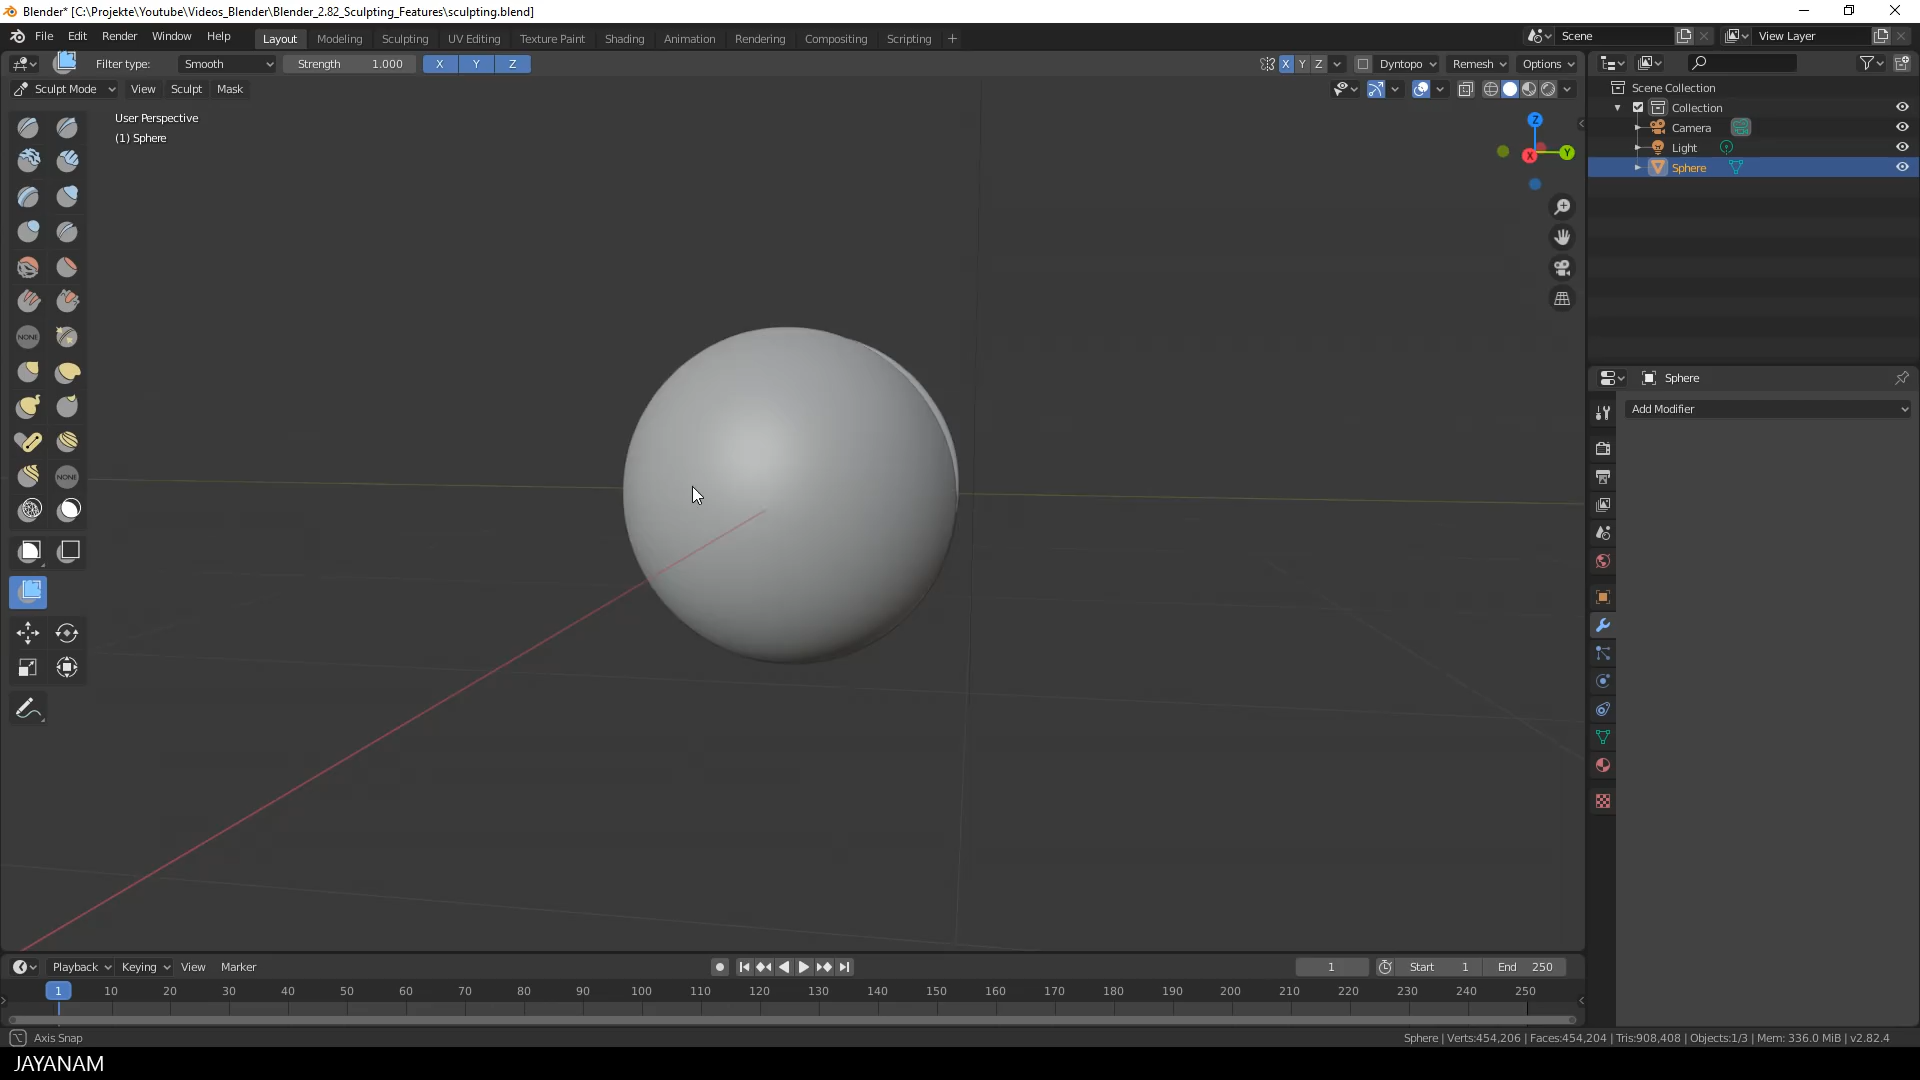 Blender* [C:\Projekte\Youtube\Videos_Blender\Blender_2.82_Sculpting_Features\sculpting.blend]
File Edit Render Window Help Layout Modeling Sculpting UV Editing Texture Paint Shading Animation Rendering Compositing Scripting + Scene View Layer
Filter type: Smooth Strength 1.000 X Y Z X Y Z Dyntopo Remesh Options
Sculpt Mode View Sculpt Mask
Scene Collection
Collection
Camera
Light
Sphere
User Perspective
(1) Sphere
Z
Y
X
NONE
NONE
Sphere
Add Modifier
Playback Keying View Marker 1 Start 1 End 250
1 10 20 30 40 50 60 70 80 90 100 110 120 130 140 150 160 170 180 190 200 210 220 230 240 250
Axis Snap
Sphere | Verts:454,206 | Faces:454,204 | Tris:908,408 | Objects:1/3 | Mem: 336.0 MiB | v2.82.4
JAYANAM